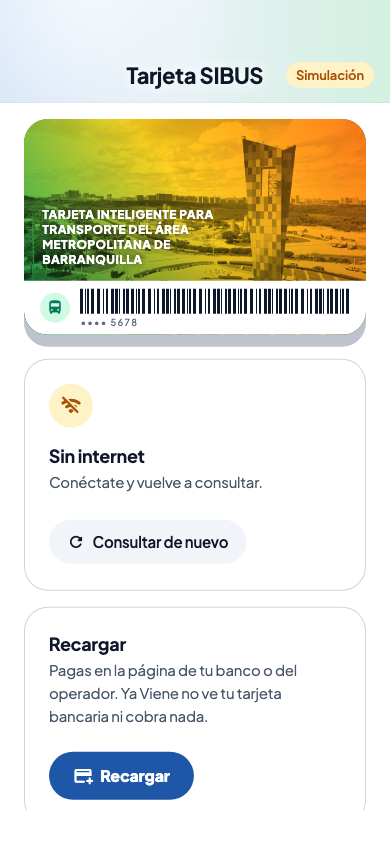 Tarjeta SIBUS
Simulación
TARJETA INTELIGENTE PARA
TRANSPORTE DEL ÁREA
METROPOLITANA DE
BARRANQUILLA
•••• 5678
Sin internet
Conéctate y vuelve a consultar.
Consultar de nuevo
Recargar
Pagas en la página de tu banco o del
operador. Ya Viene no ve tu tarjeta
bancaria ni cobra nada.
Recargar